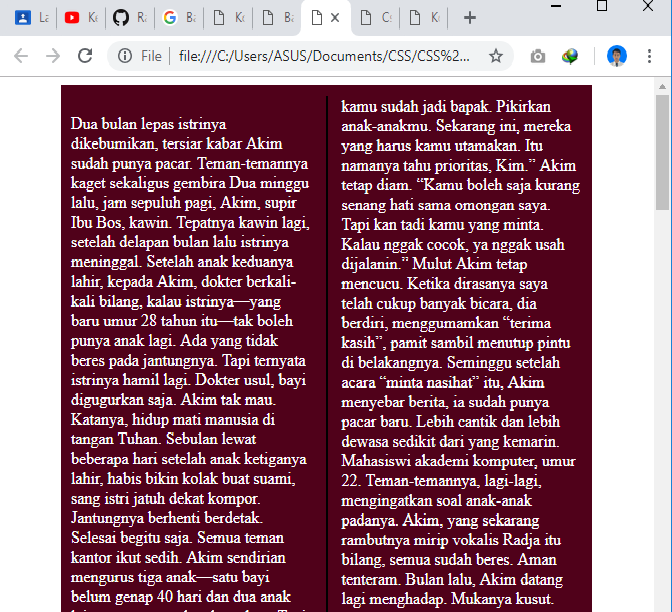 File
file:///C:/Users/ASUS/Documents/CSS/CSS%2...
Dua bulan lepas istrinya
dikebumikan, tersiar kabar Akim
sudah punya pacar. Teman-temannya
kaget sekaligus gembira Dua minggu
lalu, jam sepuluh pagi, Akim, supir
Ibu Bos, kawin. Tepatnya kawin lagi,
setelah delapan bulan lalu istrinya
meninggal. Setelah anak keduanya
lahir, kepada Akim, dokter berkali-
kali bilang, kalau istrinya—yang
baru umur 28 tahun itu—tak boleh
punya anak lagi. Ada yang tidak
beres pada jantungnya. Tapi ternyata
istrinya hamil lagi. Dokter usul, bayi
digugurkan saja. Akim tak mau.
Katanya, hidup mati manusia di
tangan Tuhan. Sebulan lewat
beberapa hari setelah anak ketiganya
lahir, habis bikin kolak buat suami,
sang istri jatuh dekat kompor.
Jantungnya berhenti berdetak.
Selesai begitu saja. Semua teman
kantor ikut sedih. Akim sendirian
mengurus tiga anak—satu bayi
belum genap 40 hari dan dua anak
kamu sudah jadi bapak. Pikirkan
anak-anakmu. Sekarang ini, mereka
yang harus kamu utamakan. Itu
namanya tahu prioritas, Kim.” Akim
tetap diam. “Kamu boleh saja kurang
senang hati sama omongan saya.
Tapi kan tadi kamu yang minta.
Kalau nggak cocok, ya nggak usah
dijalanin.” Mulut Akim tetap
mencucu. Ketika dirasanya saya
telah cukup banyak bicara, dia
berdiri, menggumamkan “terima
kasih”, pamit sambil menutup pintu
di belakangnya. Seminggu setelah
acara “minta nasihat” itu, Akim
menyebar berita, ia sudah punya
pacar baru. Lebih cantik dan lebih
dewasa sedikit dari yang kemarin.
Mahasiswi akademi komputer, umur
22. Teman-temannya, lagi-lagi,
mengingatkan soal anak-anak
padanya. Akim, yang sekarang
rambutnya mirip vokalis Radja itu
bilang, semua sudah beres. Aman
tenteram. Bulan lalu, Akim datang
lagi menghadap. Mukanya kusut.